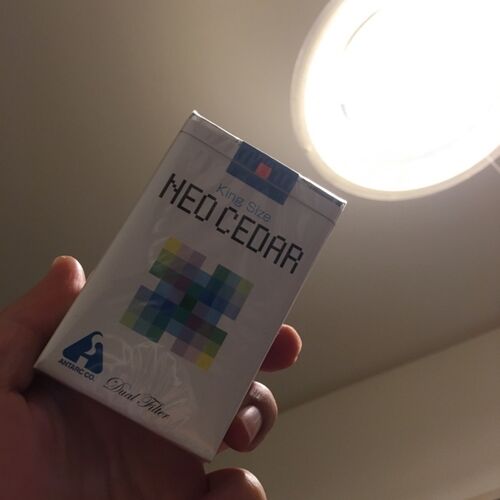 King Size
NEO CEDAR
ANTARC CO.
Dual Filter